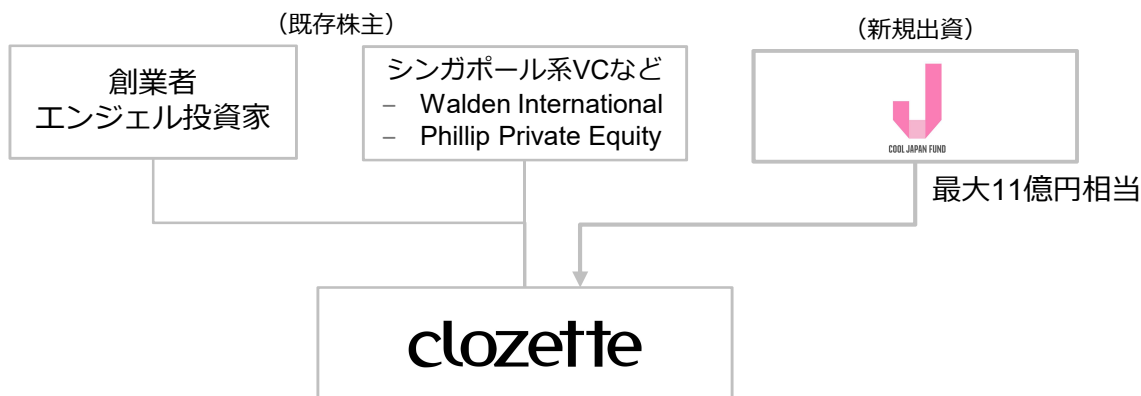 （既存株主）
創業者
エンジェル投資家
シンガポール系VCなど
− Walden International
− Phillip Private Equity
（新規出資）
COOL JAPAN FUND
最大11億円相当
clozette